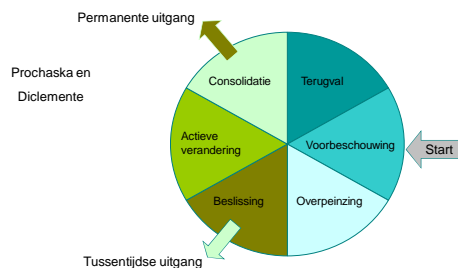 Permanente uitgang
Prochaska en
Diclemente
Consolidatie
Terugval
Actieve
verandering
Voorbeschouwing
Start
Beslissing
Overpeinzing
Tussentijdse uitgang